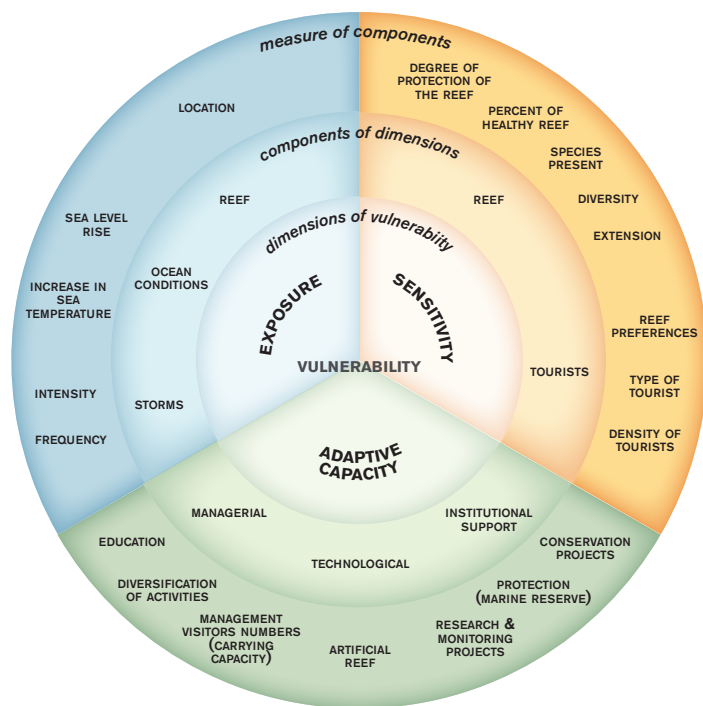 measure of components
DEGREE OF
PROTECTION OF
THE REEF
LOCATION
PERCENT OF
HEALTHY REEF
components of dimensions
SPECIES
PRESENT
REEF
REEF
DIVERSITY
SEA LEVEL
RISE
dimensions of vulnerabiity
EXTENSION
OCEAN
CONDITIONS
INCREASE IN
SEA
TEMPERATURE
EXPOSURE
SENSITIVITY
REEF
PREFERENCES
VULNERABILITY
TOURISTS
TYPE OF
TOURIST
INTENSITY
STORMS
FREQUENCY
DENSITY OF
TOURISTS
ADAPTIVE
CAPACITY
MANAGERIAL
INSTITUTIONAL
SUPPORT
EDUCATION
CONSERVATION
PROJECTS
TECHNOLOGICAL
DIVERSIFICATION
OF ACTIVITIES
PROTECTION
(MARINE RESERVE)
MANAGEMENT
VISITORS NUMBERS
(CARRYING
CAPACITY)
RESEARCH &
MONITORING
PROJECTS
ARTIFICIAL
REEF